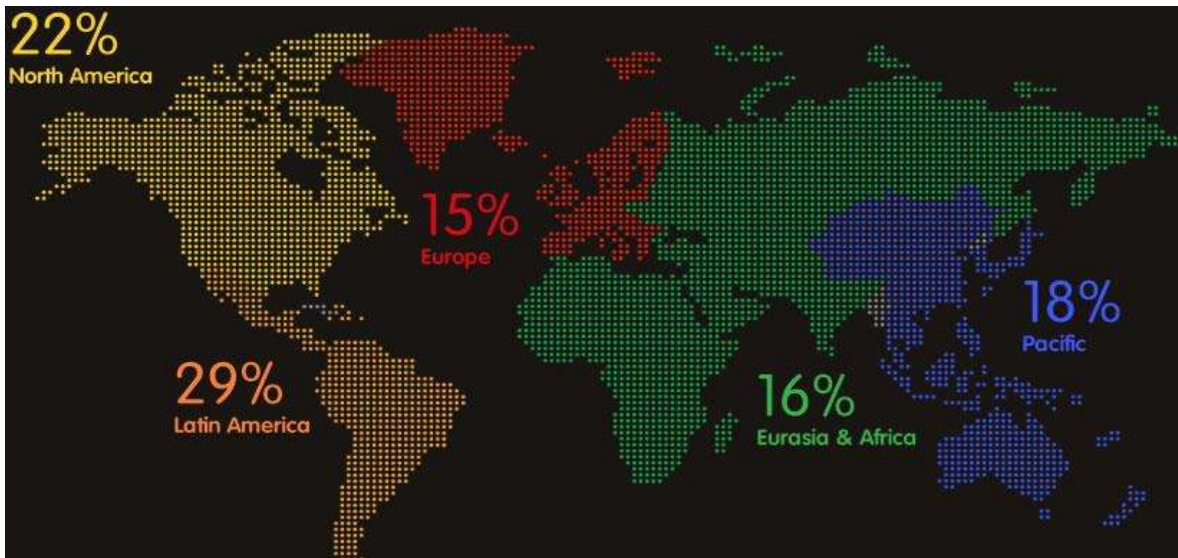 22%
North America
15%
Europe
18%
Pacific
29%
Latin America
16%
Eurasia & Africa